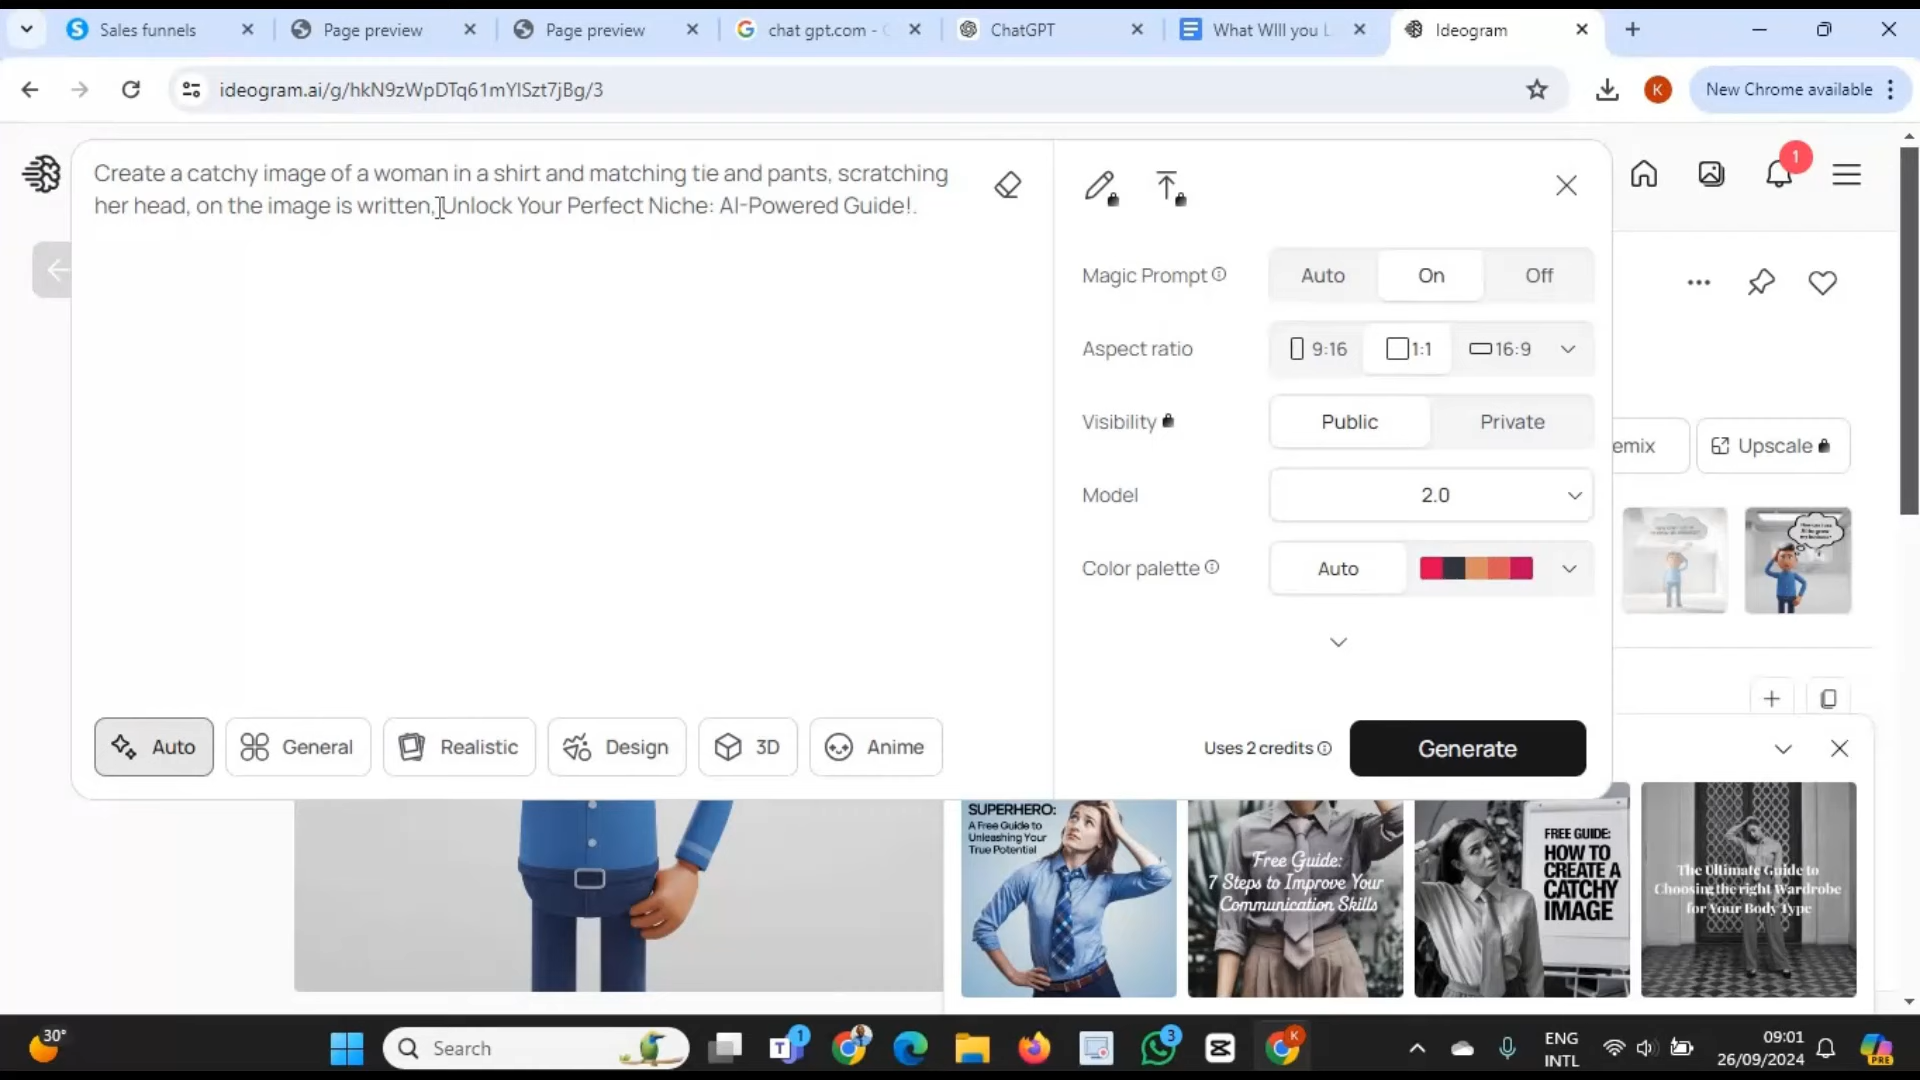 Sales funnels
Page preview
Page preview
chat gpt.com -
ChatGPT
What WIll you L
Ideogram
ideogram.ai/g/hkN9zWpDTq61mYlSzt7jBg/3
K
New Chrome available
Create a catchy image of a woman in a shirt and matching tie and pants, scratching
her head, on the image is written, Unlock Your Perfect Niche: AI-Powered Guide!.
1
Magic Prompt
Auto
On
Off
Aspect ratio
9:16
1:1
16:9
Visibility
Public
Private
Model
2.0
Color palette
Auto
emix
Upscale
Auto
General
Realistic
Design
3D
Anime
Uses 2 credits
Generate
SUPERHERO:
A Free Guide to
Unleashing Your
True Potential
Free Guide:
7 Steps to Improve Your
Communication Skills
FREE GUIDE:
HOW TO
CREATE A
CATCHY
IMAGE
The Ultimate Guide to
Choosing the right Wardrobe
for Your Body Type
30°
Search
1
3
K
ENG
INTL
09:01
26/09/2024
PRE